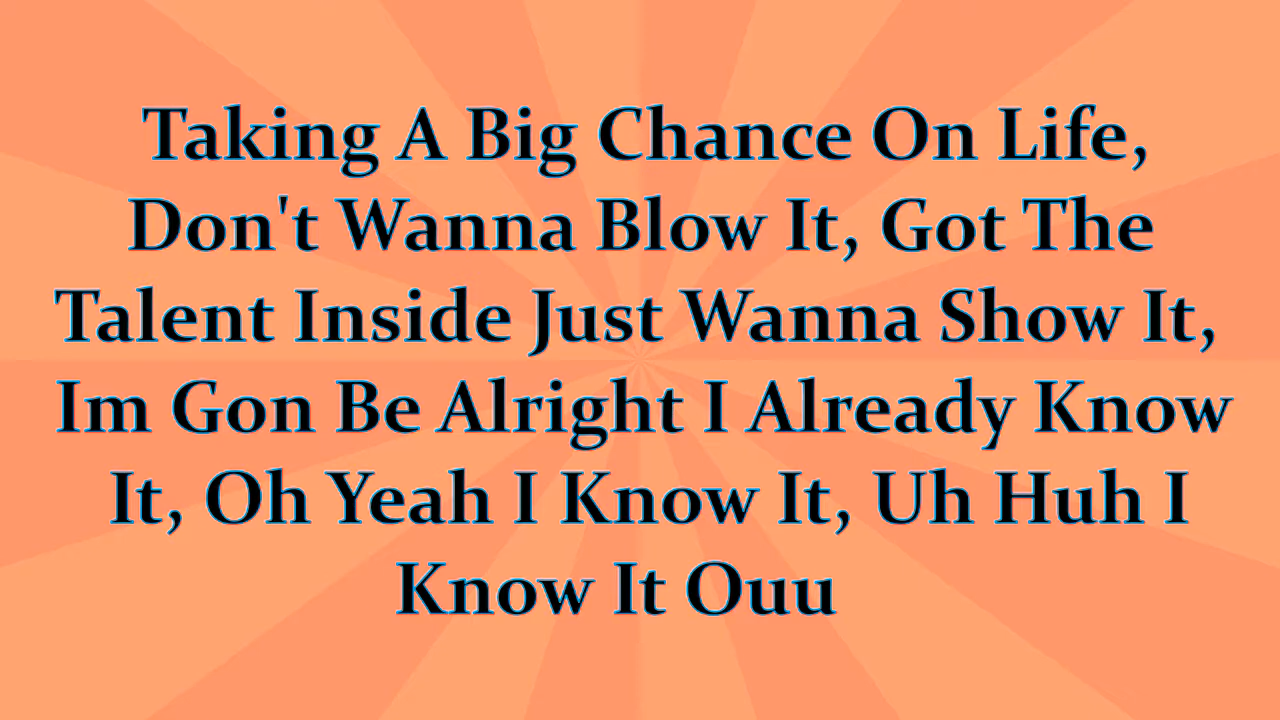 Taking A Big Chance On Life,
Don't Wanna Blow It, Got The
Talent Inside Just Wanna Show It,
Im Gon Be Alright I Already Know
It, Oh Yeah I Know It, Uh Huh I
Know It Ouu